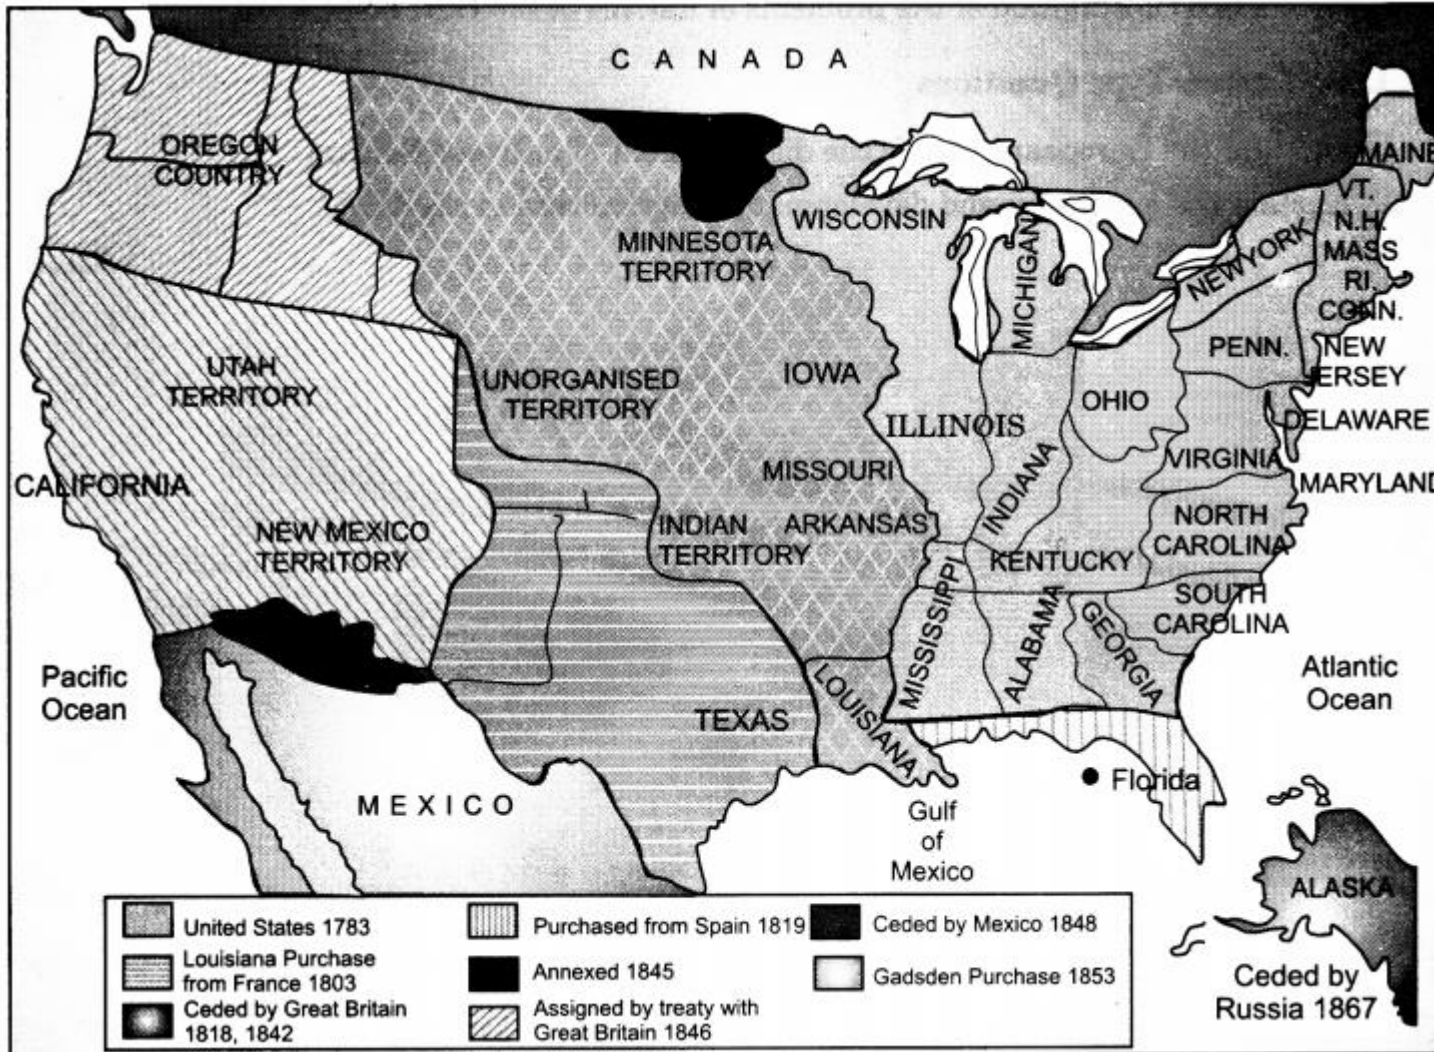 CANADA
OREGON
COUNTRY
MAINE
VT.
N.H.
MASS
RI.
CONN.
WISCONSIN
MINNESOTA
TERRITORY
MICHIGAN
NEWYORK
PENN.
NEW
JERSEY
UTAH
TERRITORY
UNORGANISED
TERRITORY
IOWA
ILLINOIS
OHIO
DELAWARE
INDIANA
VIRGINIA
MARYLAND
CALIFORNIA
MISSOURI
NEW MEXICO
TERRITORY
INDIAN
TERRITORY
ARKANSAS
KENTUCKY
NORTH
CAROLINA
SOUTH
CAROLINA
MISSISSIPPI
ALABAMA
GEORGIA
Pacific
Ocean
Atlantic
Ocean
TEXAS
LOUISIANA
Florida
MEXICO
Gulf
of
Mexico
ALASKA
Ceded by
Russia 1867
United States 1783
Louisiana Purchase
from France 1803
Ceded by Great Britain
1818, 1842
Purchased from Spain 1819
Annexed 1845
Assigned by treaty with
Great Britain 1846
Ceded by Mexico 1848
Gadsden Purchase 1853